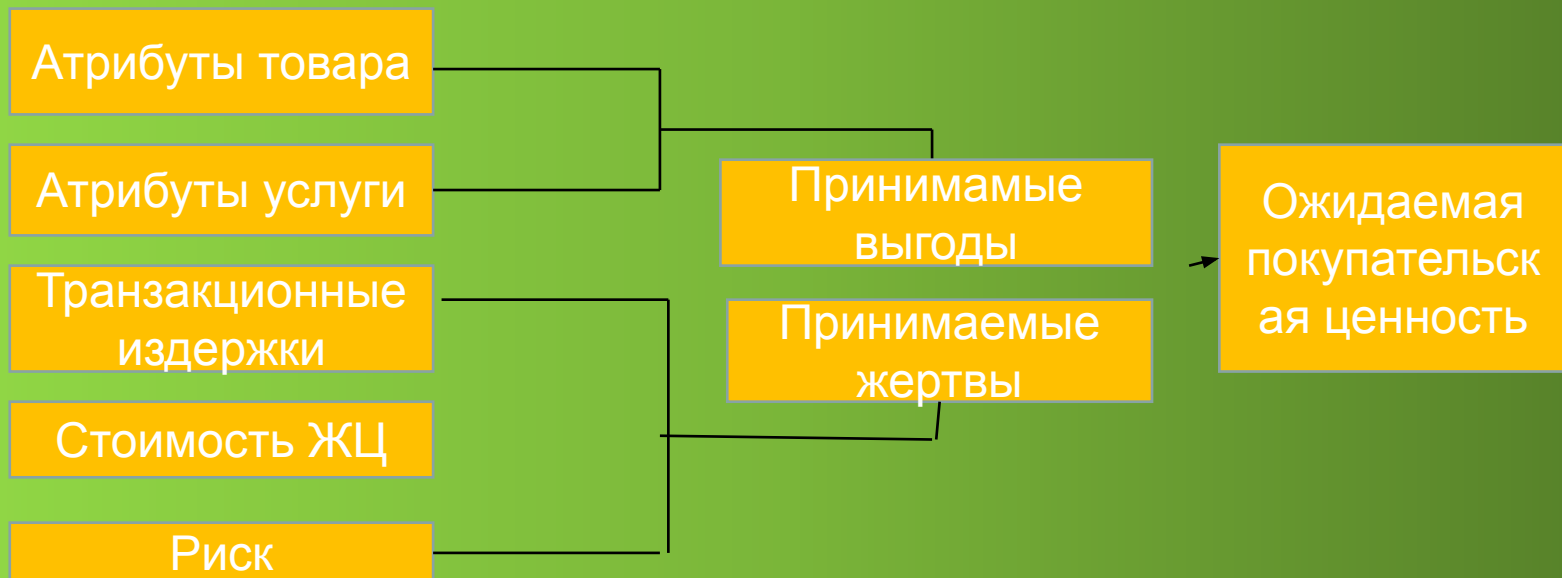 Атрибуты товара
Атрибуты услуги
Транзакционные
издержки
Стоимость ЖЦ
Риск
Принимамые
выгоды
Принимаемые
жертвы
Ожидаемая
покупательск
ая ценность